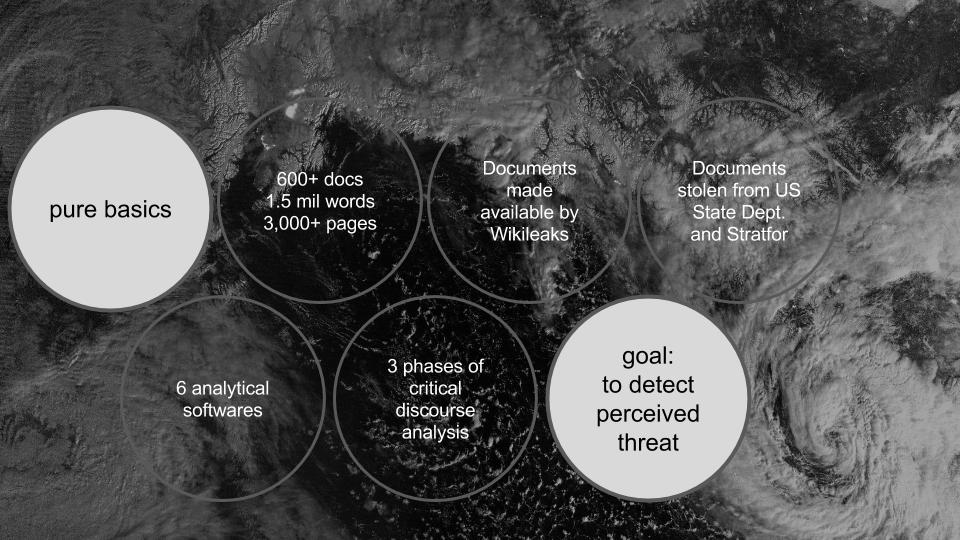 pure basics
600+ docs
1.5 mil words
3,000+ pages
Documents
made
available by
Wikileaks
Documents
stolen from US
State Dept.
and Stratfor
6 analytical
softwares
3 phases of
critical
discourse
analysis
goal:
to detect
perceived
threat